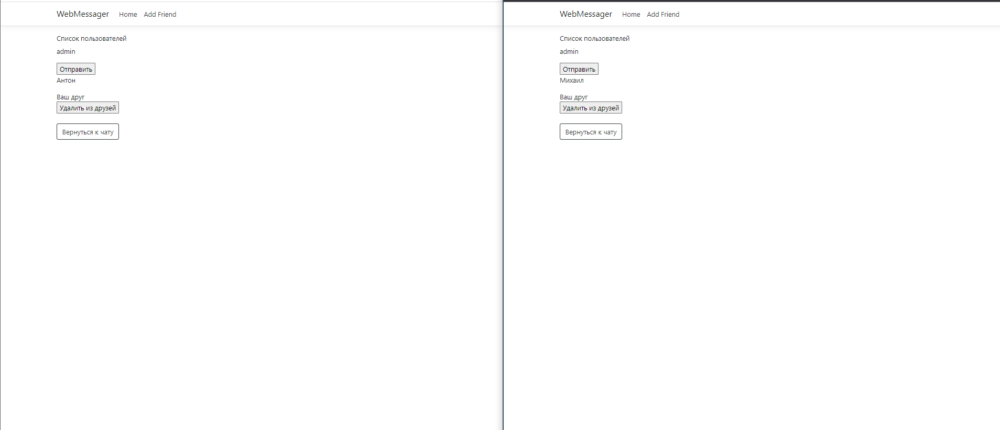 WebMessager Home Add Friend
Список пользователей
admin
Отправить
Антон
Ваш друг
Удалить из друзей
Вернуться к чату
WebMessager Home Add Friend
Список пользователей
admin
Отправить
Михаил
Ваш друг
Удалить из друзей
Вернуться к чату